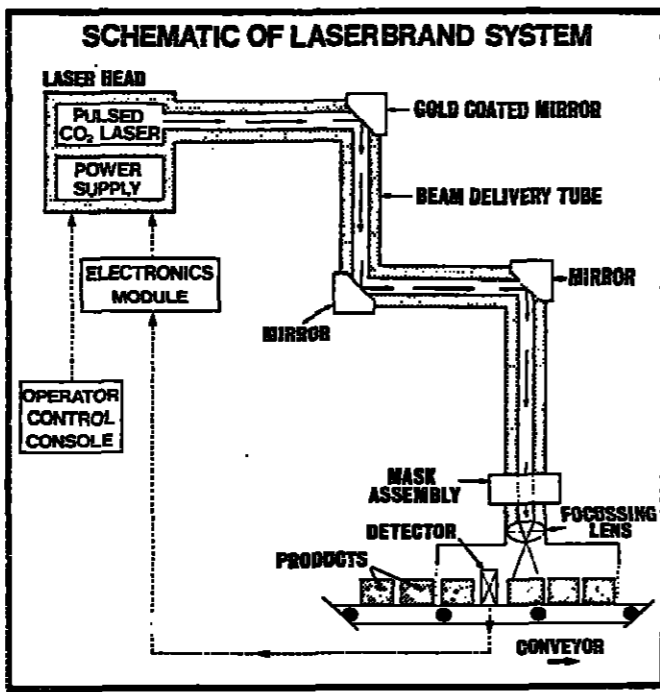 SCHEMATIC OF LASERBRAND SYSTEM
LASER HEAD
PULSED
CO₂ LASER
POWER
SUPPLY
GOLD COATED MIRROR
BEAM DELIVERY TUBE
ELECTRONICS
MODULE
MIRROR
MIRROR
OPERATOR
CONTROL
CONSOLE
MASK
ASSEMBLY
FOCUSSING
LENS
DETECTOR
PRODUCTS
CONVEYOR